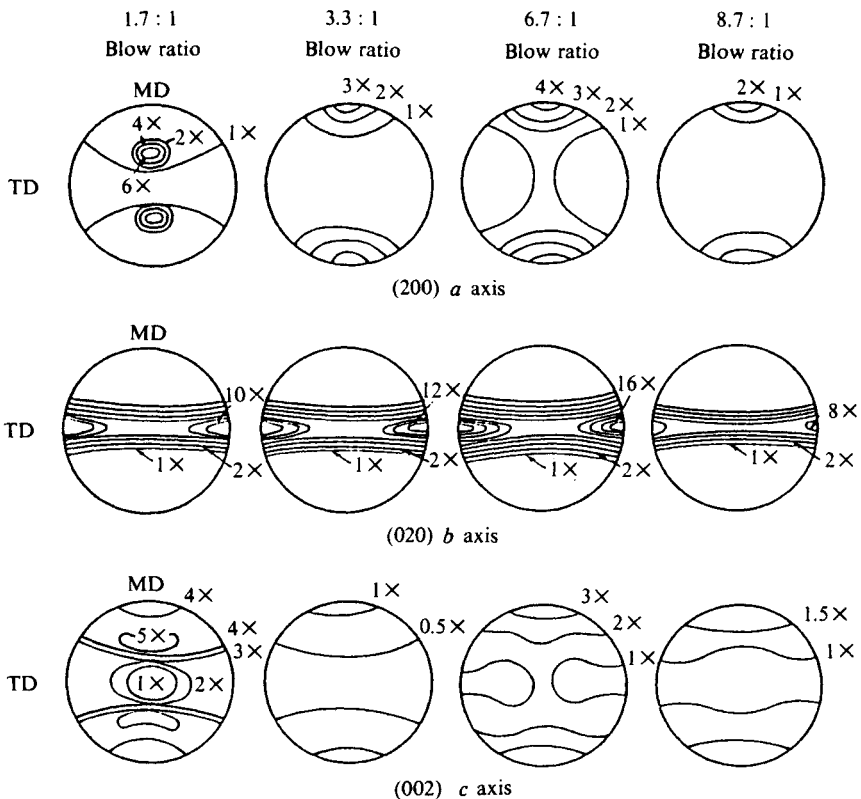 1.7 : 1 3.3 : 1 6.7 : 1 8.7 : 1
Blow ratio Blow ratio Blow ratio Blow ratio
MD 3× 2× 1× 4× 3× 2× 1× 2× 1×
4× 2× 1×
TD
6×
(200) a axis
MD
10× 12× 16× 8×
TD
1× 2× 1× 2× 1× 2× 1× 2×
(020) b axis
MD 4× 1× 3× 1.5×
5× 4× 0.5× 2× 1×
3× 1×
TD 1× 2×
(002) c axis